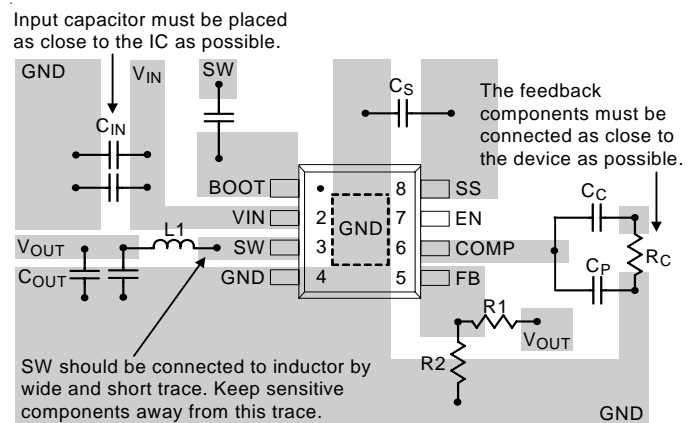 Input capacitor must be placed
as close to the IC as possible.
GND
VIN
SW
CS
CIN
The feedback
components must be
connected as close to
the device as possible.
BOOT
8
SS
VIN
2
GND
7
EN
CC
VOUT
L1
SW
3
6
COMP
RC
COUT
GND
4
5
FB
CP
R1
VOUT
R2
SW should be connected to inductor by
wide and short trace. Keep sensitive
components away from this trace.
GND